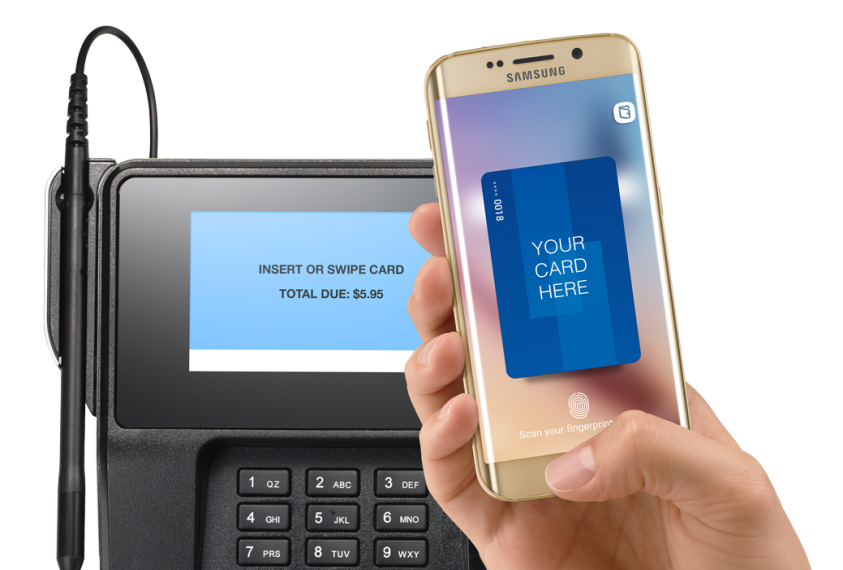 SAMSUNG
0018
YOUR
CARD
HERE
Scan your fingerprint
INSERT OR SWIPE CARD
TOTAL DUE: $5.95
1 QZ
2 ABC
3 DEF
4 GHI
5 JKL
6 MNO
7 PRS
8 TUV
9 WXY